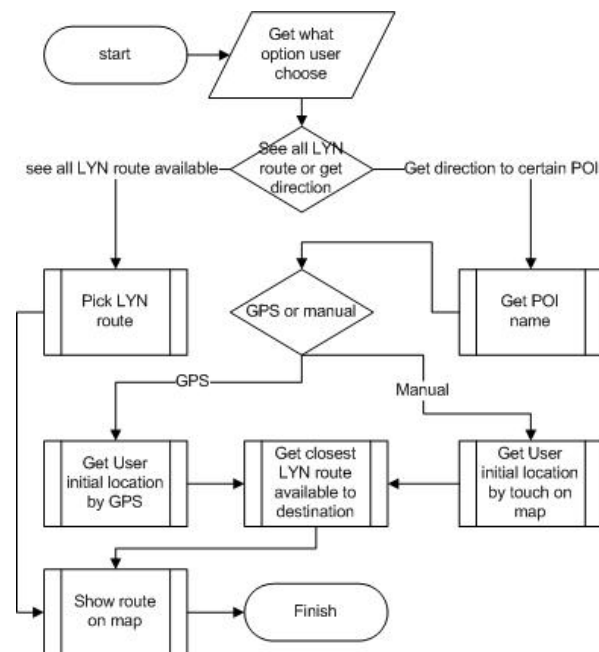 start
Get what
option user
choose
See all LYN
route or get
direction
see all LYN route available
Get direction to certain POI
Pick LYN
route
GPS or manual
Get POI
name
GPS
Manual
Get User
initial location
by GPS
Get closest
LYN route
available to
destination
Get User
initial location
by touch on
map
Show route
on map
Finish